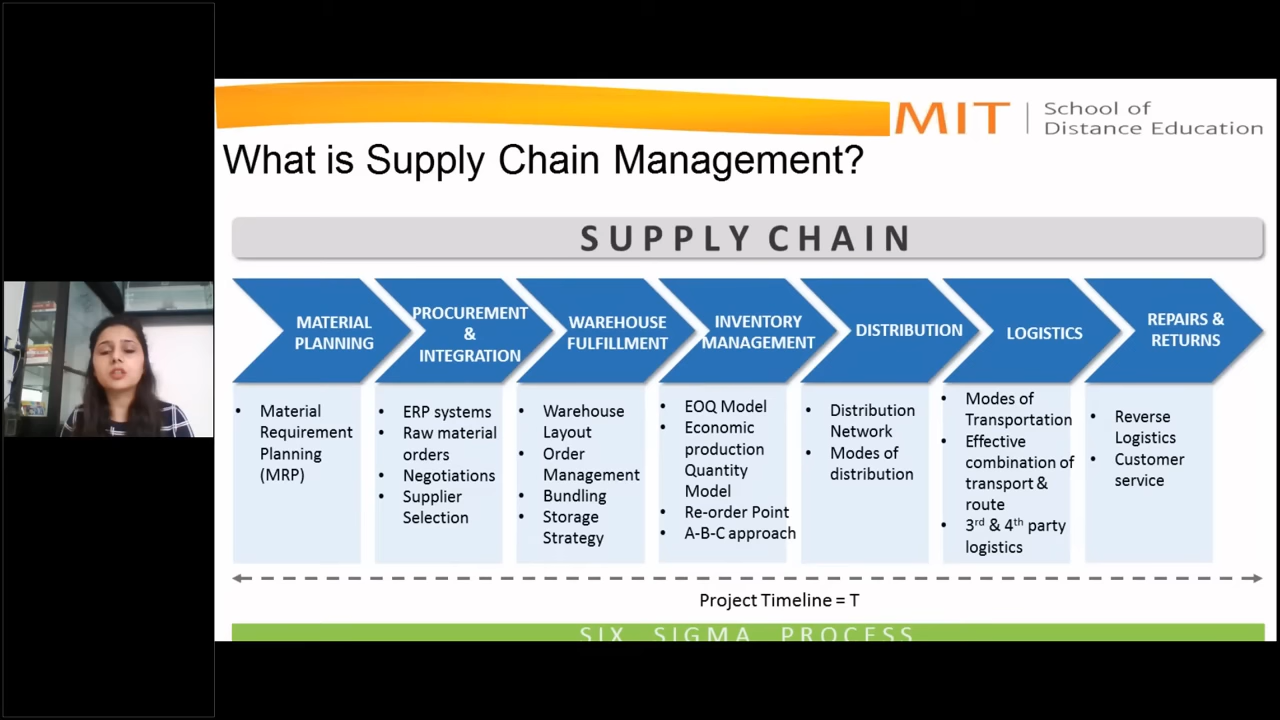 MIT
School of
Distance Education
What is Supply Chain Management?
SUPPLY CHAIN
MATERIAL
PLANNING
PROCUREMENT
&
INTEGRATION
WAREHOUSE
FULFILLMENT
INVENTORY
MANAGEMENT
DISTRIBUTION
LOGISTICS
REPAIRS &
RETURNS
• Material
Requirement
Planning
(MRP)
• ERP systems
• Raw material
orders
• Negotiations
• Supplier
Selection
• Warehouse
Layout
• Order
Management
• Bundling
• Storage
Strategy
• EOQ Model
• Economic
production
Quantity
Model
• Re-order Point
• A-B-C approach
• Distribution
Network
• Modes of
distribution
• Modes of
Transportation
• Effective
combination of
transport &
route
• 3rd & 4th party
logistics
• Reverse
Logistics
• Customer
service
Project Timeline = T
SIX SIGMA PROCESS